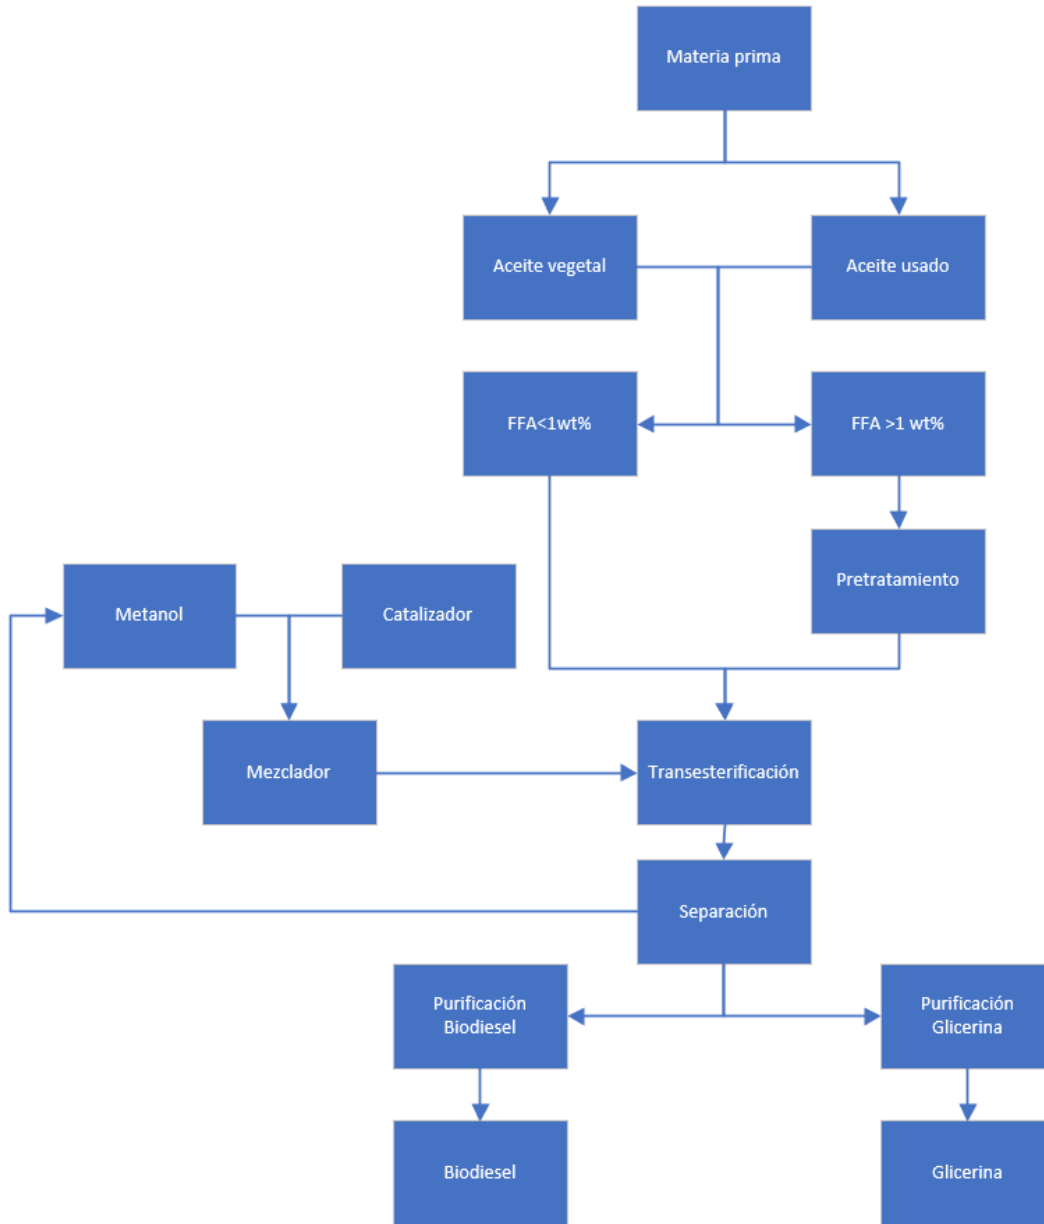 Materia prima
Aceite vegetal
Aceite usado
FFA<1wt%
FFA >1 wt%
Pretratamiento
Metanol
Catalizador
Mezclador
Transesterificación
Separación
Purificación
Biodiesel
Purificación
Glicerina
Biodiesel
Glicerina